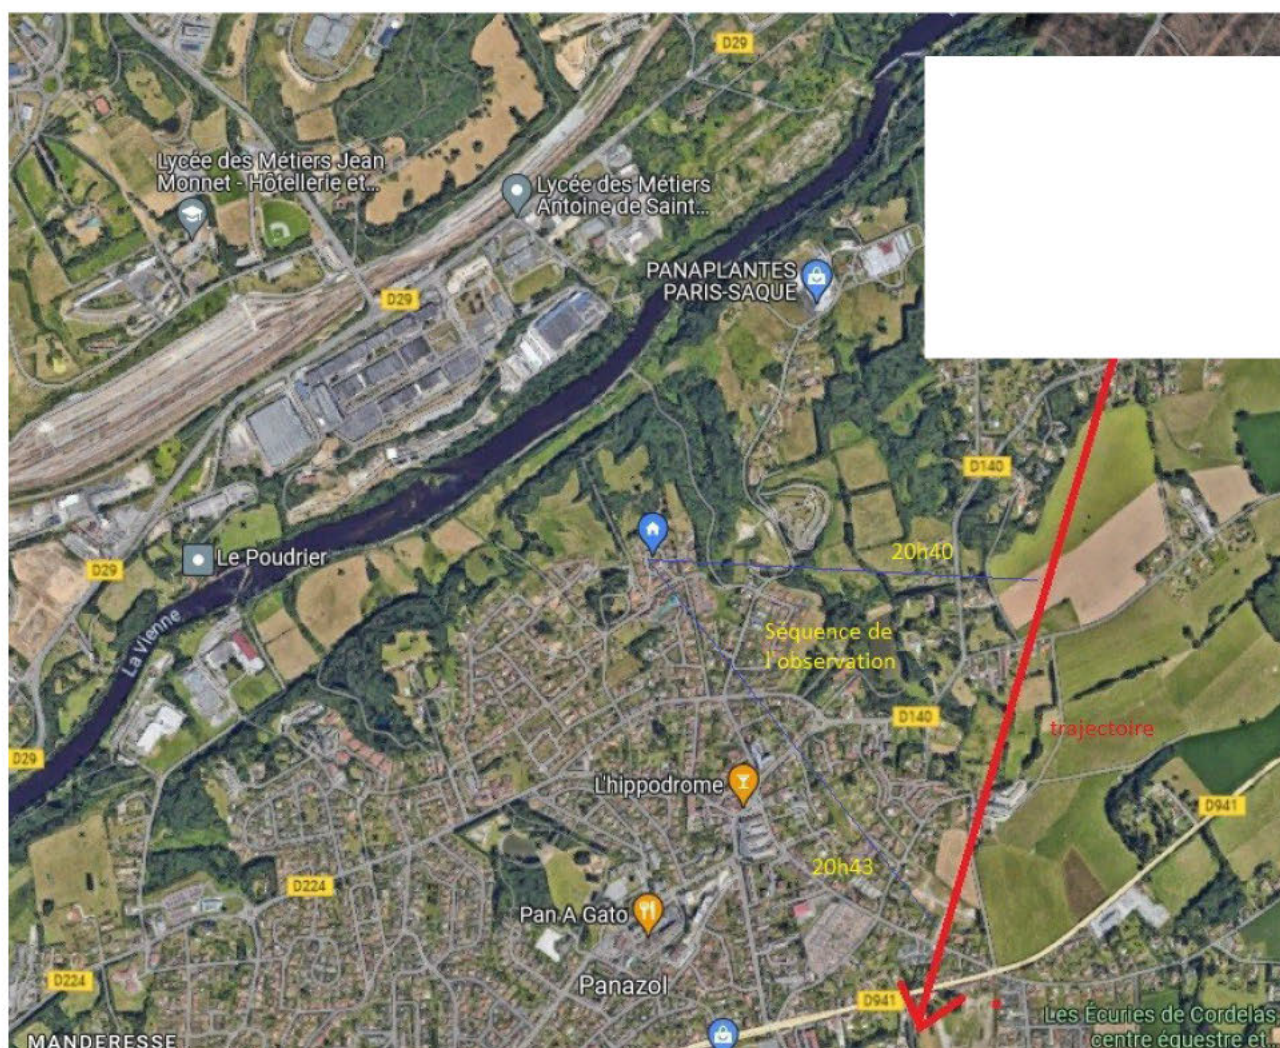 D29
Lycée des Métiers Jean
Monnet - Hôtellerie et...
Lycée des Métiers
Antoine de Saint...
PANAPLANTES
PARIS-SAQUE
D29
D140
20h40
Le Poudrier
D29
La Vienne
Séquence de
l'observation
D140
trajectoire
D29
L'hippodrome
D941
20h43
D224
Pan A Gato
D224
Panazol
D941
Les Écuries de Cordelas,
centre équestre et...
MANDERESSE